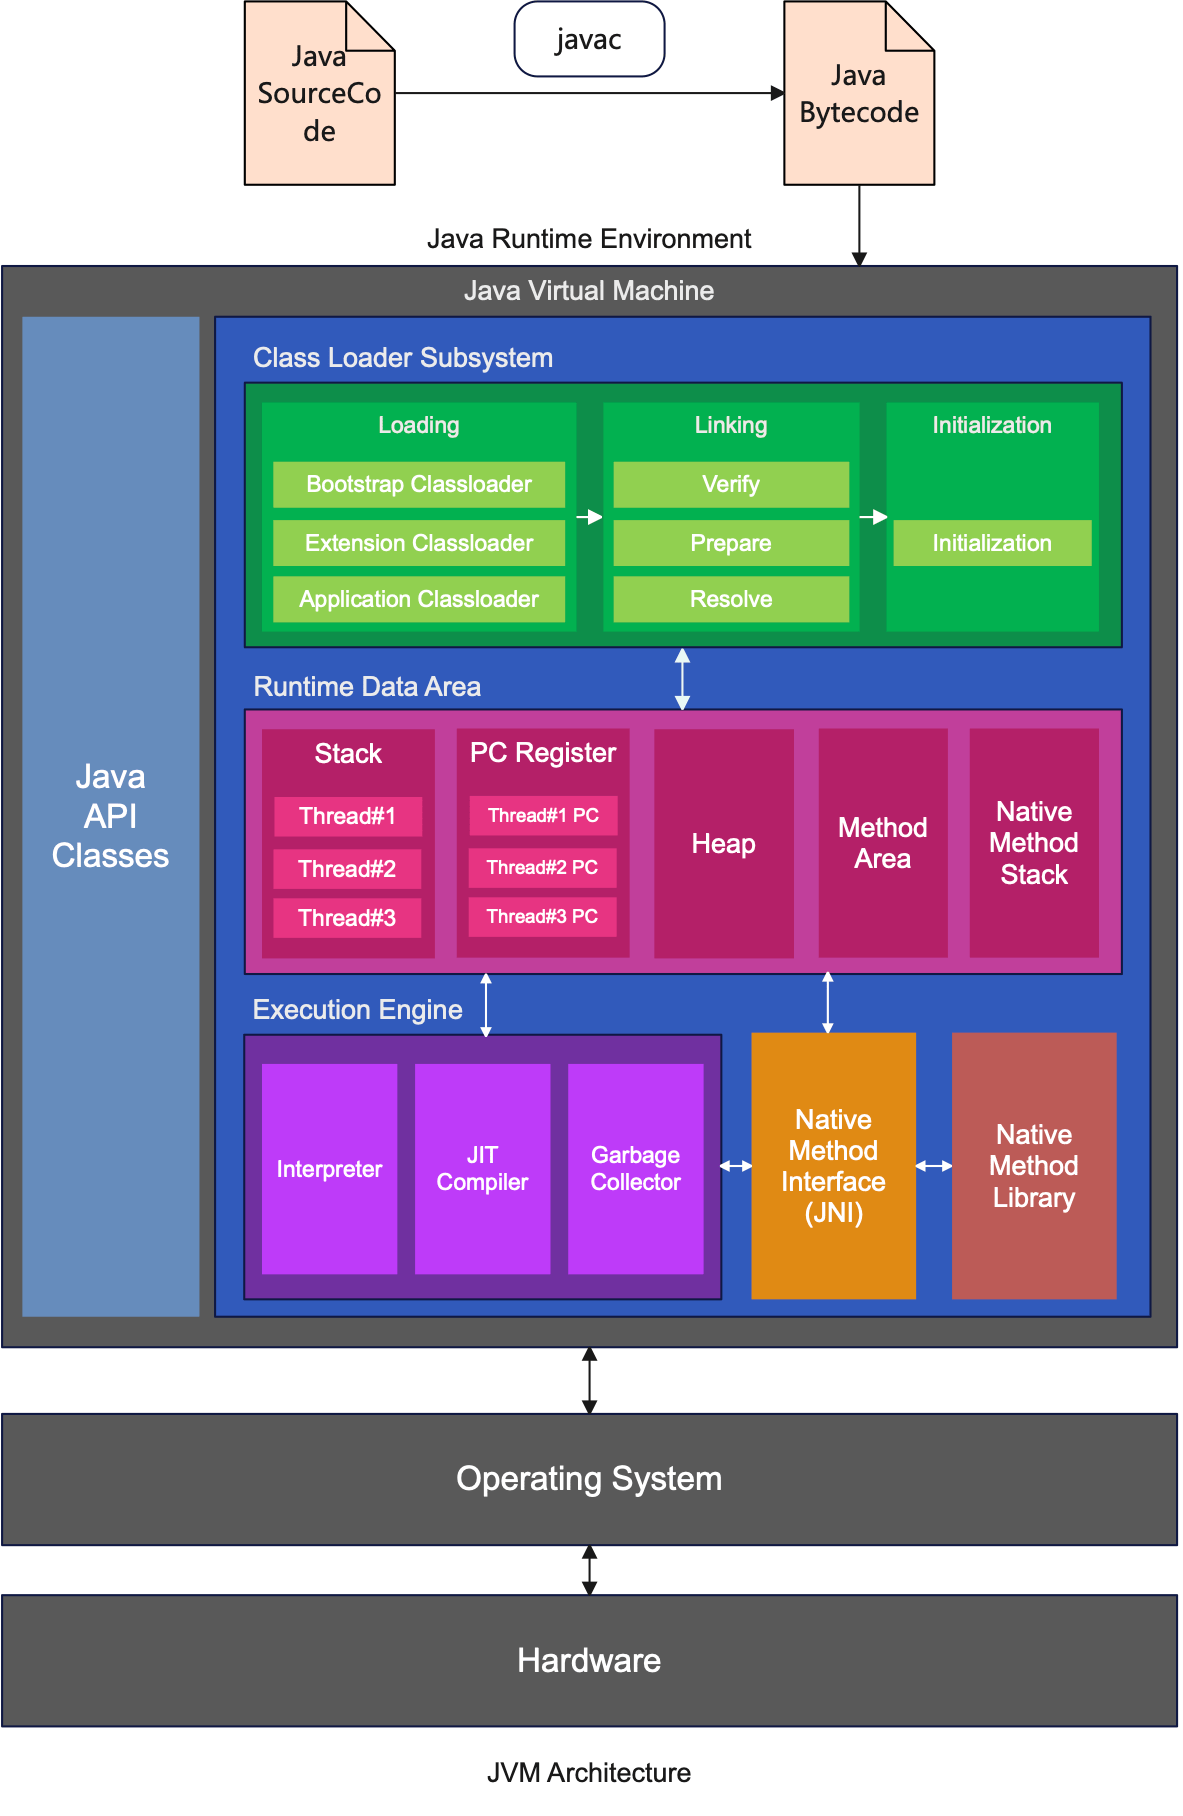 Java
SourceCo
de
javac
Java
Bytecode
Java Runtime Environment
Java Virtual Machine
Java
API
Classes
Class Loader Subsystem
Loading
Bootstrap Classloader
Extension Classloader
Application Classloader
Linking
Verify
Prepare
Resolve
Initialization
Initialization
Runtime Data Area
Stack
Thread#1
Thread#2
Thread#3
PC Register
Thread#1 PC
Thread#2 PC
Thread#3 PC
Heap
Method
Area
Native
Method
Stack
Execution Engine
Interpreter
JIT
Compiler
Garbage
Collector
Native
Method
Interface
(JNI)
Native
Method
Library
Operating System
Hardware
JVM Architecture